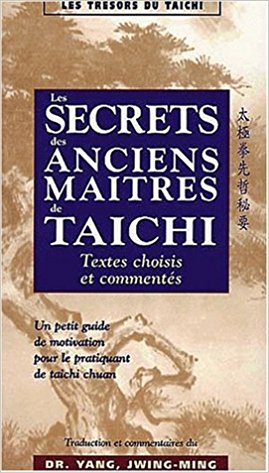 LES TRESORS DU TAICHI
Les
SECRETS
des
ANCIENS
MAITRES
de
TAICHI
Textes choisis
et commentés
太極拳先哲秘要
Un petit guide
de motivation
pour le pratiquant
de taïchi chuan
Traduction et commentaires du
DR. YANG, JWING-MING